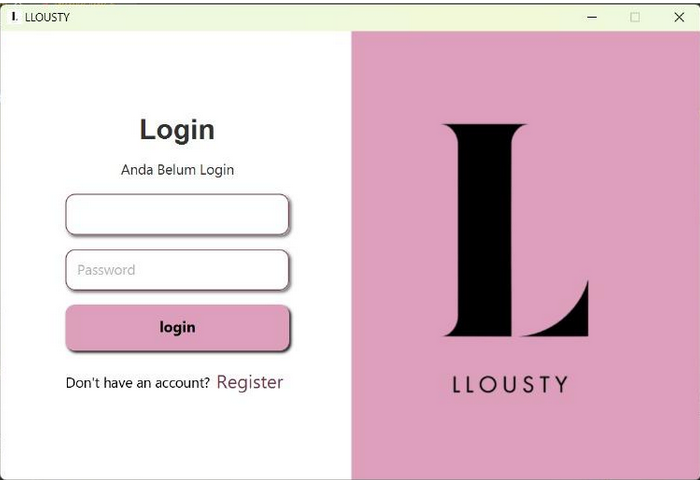 LLOUSTY
Login
Anda Belum Login
Password
login
Don't have an account? Register
L
LLOUSTY